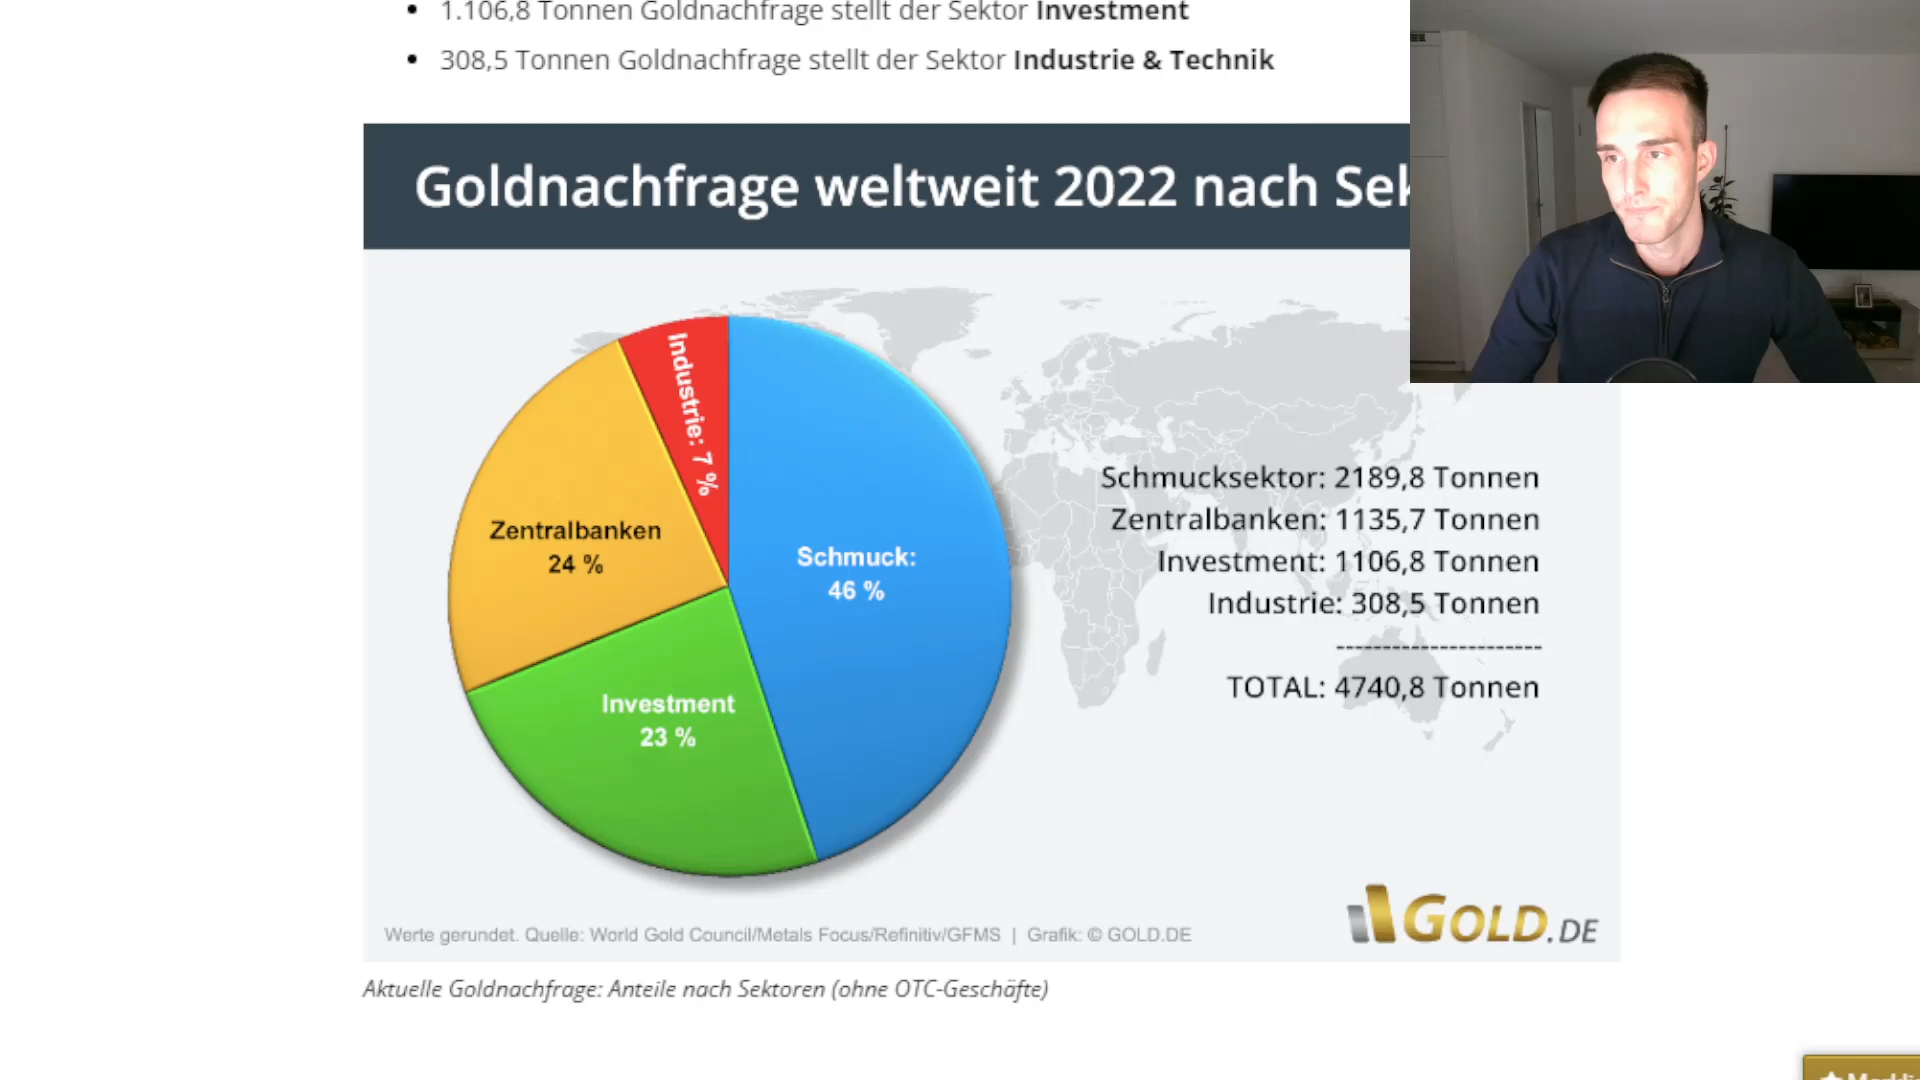 1.106,8 Tonnen Goldnachfrage stellt der Sektor Investment
308,5 Tonnen Goldnachfrage stellt der Sektor Industrie & Technik
Goldnachfrage weltweit 2022 nach
Industrie: 7 %
Zentralbanken
24 %
Schmuck:
46 %
Investment
23 %
Schmucksektor: 2189,8 Tonnen
Zentralbanken: 1135,7 Tonnen
Investment: 1106,8 Tonnen
Industrie: 308,5 Tonnen
----------------------
TOTAL: 4740,8 Tonnen
Werte gerundet. Quelle: World Gold Council/Metals Focus/Refinitiv/GFMS | Grafik: © GOLD.DE
GOLD.DE
Aktuelle Goldnachfrage: Anteile nach Sektoren (ohne OTC-Geschäfte)